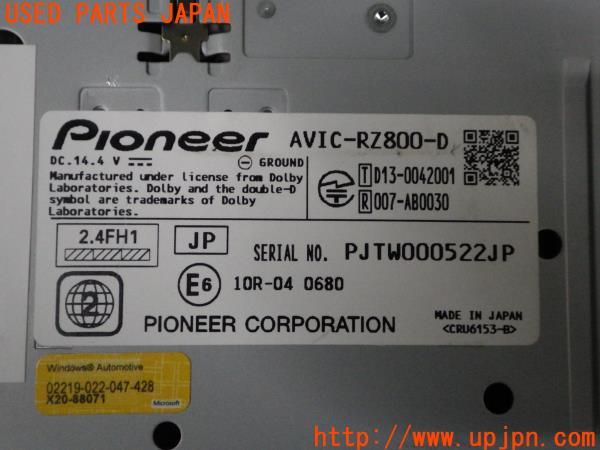 USED PARTS JAPAN
Pioneer AVIC-RZ800-D
DC.14.4 V ⎓ ⊖ GROUND
Manufactured under license from Dolby
Laboratories. Dolby and the double-D
symbol are trademarks of Dolby
Laboratories.
T D13-0042001
R 007-AB0030
2.4FH1
JP
SERIAL NO. PJTW000522JP
2
E6 10R-04 0680
PIONEER CORPORATION
MADE IN JAPAN
<CRU6153-B>
Windows® Automotive
02219-022-047-428
X20-88071
Microsoft
UPJ
http://www.upjpn.com/